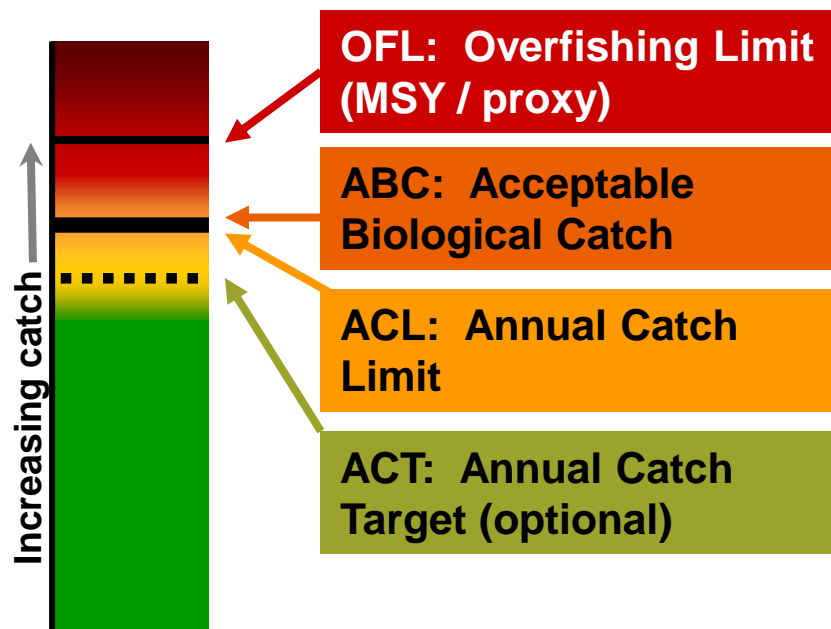 OFL: Overfishing Limit
(MSY / proxy)
ABC: Acceptable
Biological Catch
ACL: Annual Catch
Limit
ACT: Annual Catch
Target (optional)
Increasing catch